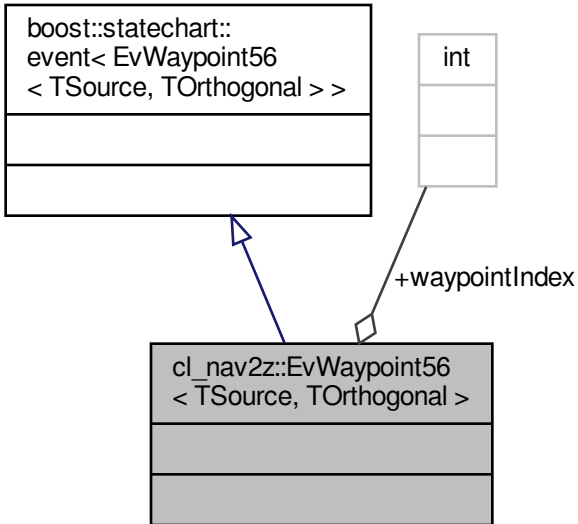 boost::statechart::
event< EvWaypoint56
< TSource, TOrthogonal > >
int
+waypointIndex
cl_nav2z::EvWaypoint56
< TSource, TOrthogonal >